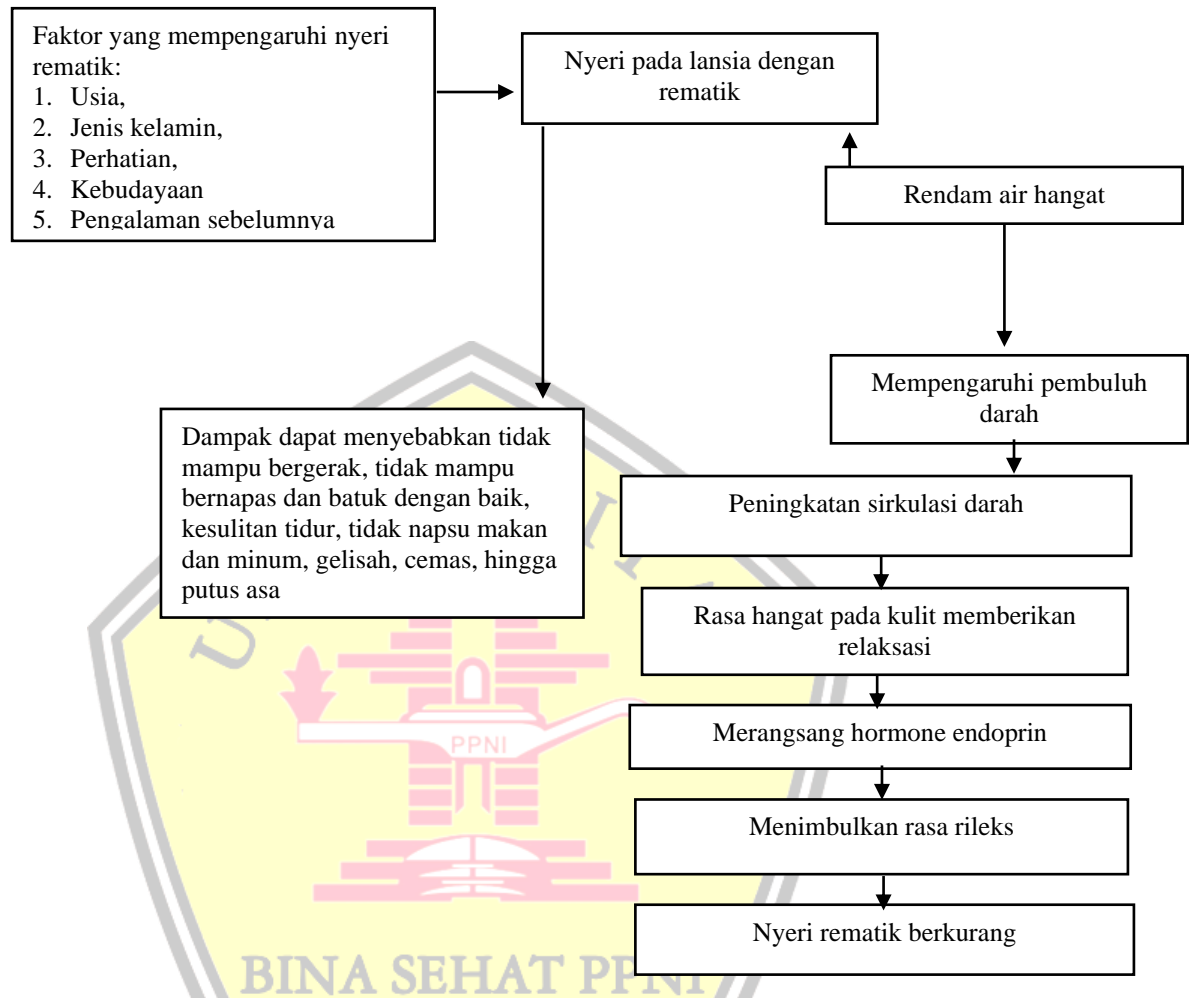 Faktor yang mempengaruhi nyeri
rematik:
1. Usia,
2. Jenis kelamin,
3. Perhatian,
4. Kebudayaan
5. Pengalaman sebelumnya
Nyeri pada lansia dengan
rematik
Rendam air hangat
Mempengaruhi pembuluh
darah
Dampak dapat menyebabkan tidak
mampu bergerak, tidak mampu
bernapas dan batuk dengan baik,
kesulitan tidur, tidak napsu makan
dan minum, gelisah, cemas, hingga
putus asa
Peningkatan sirkulasi darah
Rasa hangat pada kulit memberikan
relaksasi
Merangsang hormone endoprin
Menimbulkan rasa rileks
Nyeri rematik berkurang
PPNI
BINA SEHAT PPNI